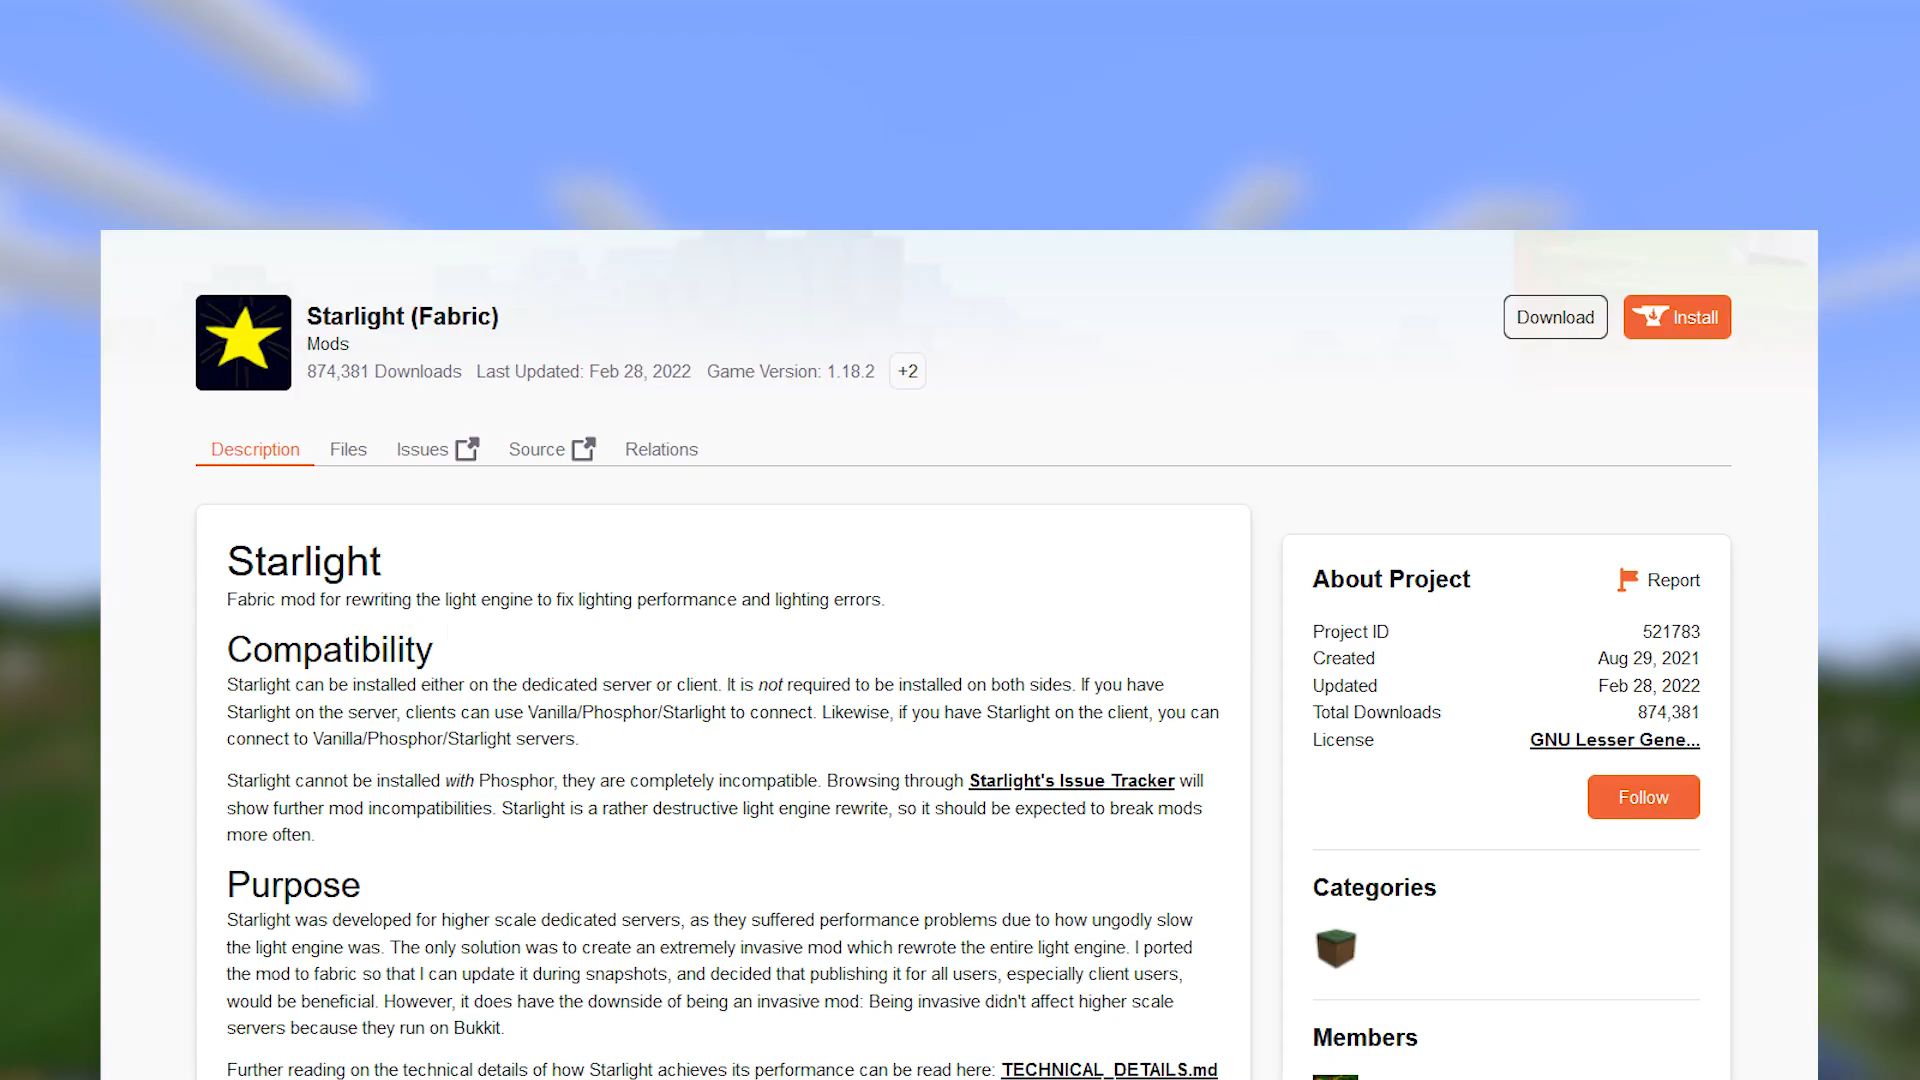 Starlight (Fabric)
Mods
874,381 Downloads Last Updated: Feb 28, 2022 Game Version: 1.18.2 +2
Download
Install
Description Files Issues Source Relations
Starlight
Fabric mod for rewriting the light engine to fix lighting performance and lighting errors.
Compatibility
Starlight can be installed either on the dedicated server or client. It is not required to be installed on both sides. If you have
Starlight on the server, clients can use Vanilla/Phosphor/Starlight to connect. Likewise, if you have Starlight on the client, you can
connect to Vanilla/Phosphor/Starlight servers.
Starlight cannot be installed with Phosphor, they are completely incompatible. Browsing through Starlight's Issue Tracker will
show further mod incompatibilities. Starlight is a rather destructive light engine rewrite, so it should be expected to break mods
more often.
Purpose
Starlight was developed for higher scale dedicated servers, as they suffered performance problems due to how ungodly slow
the light engine was. The only solution was to create an extremely invasive mod which rewrote the entire light engine. I ported
the mod to fabric so that I can update it during snapshots, and decided that publishing it for all users, especially client users,
would be beneficial. However, it does have the downside of being an invasive mod: Being invasive didn't affect higher scale
servers because they run on Bukkit.
Further reading on the technical details of how Starlight achieves its performance can be read here: TECHNICAL_DETAILS.md
About Project
Report
Project ID 521783
Created Aug 29, 2021
Updated Feb 28, 2022
Total Downloads 874,381
License GNU Lesser Gene...
Follow
Categories
Members